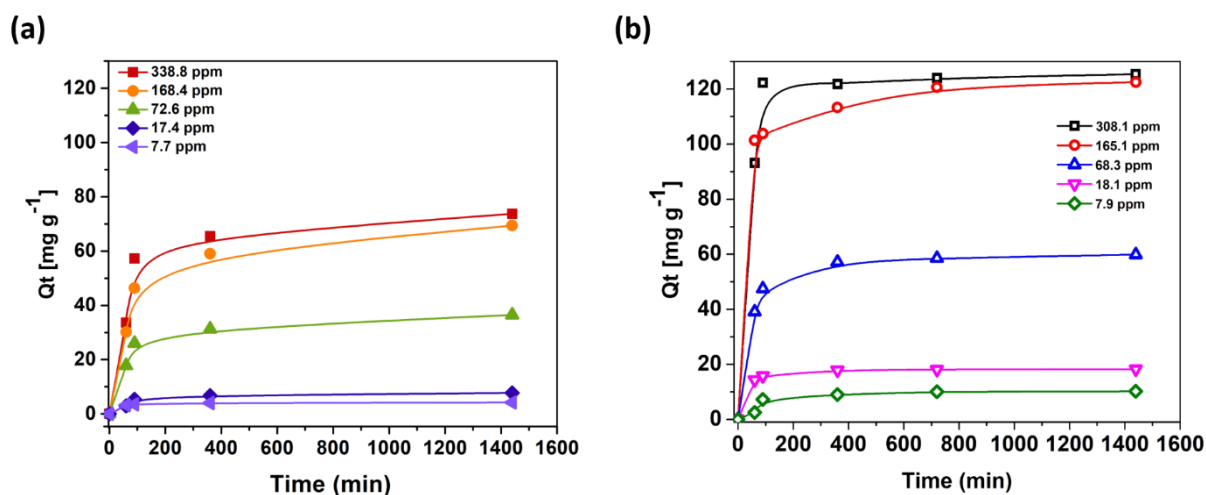 (a)
338.8 ppm
168.4 ppm
72.6 ppm
17.4 ppm
7.7 ppm
120
100
80
60
40
20
0
Qt [mg g-1]
0 200 400 600 800 1000 1200 1400 1600
Time (min)
(b)
308.1 ppm
165.1 ppm
68.3 ppm
18.1 ppm
7.9 ppm
120
100
80
60
40
20
0
Qt [mg g-1]
0 200 400 600 800 1000 1200 1400 1600
Time (min)